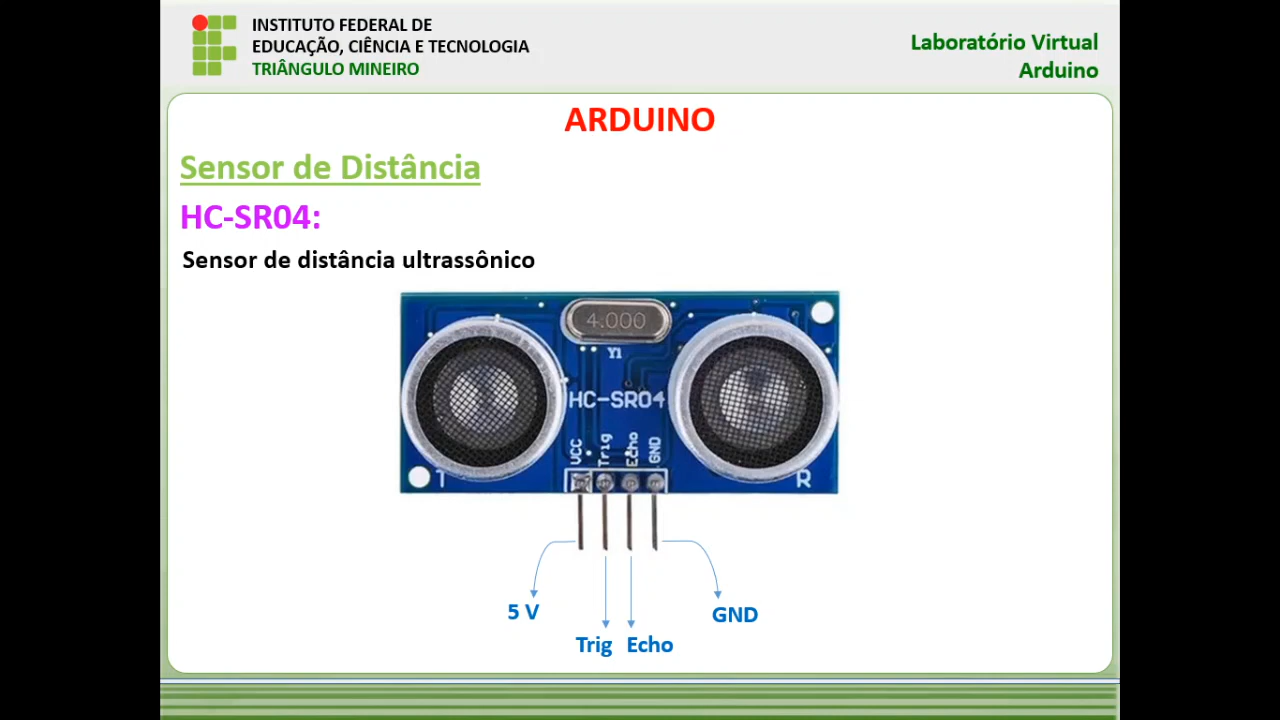 INSTITUTO FEDERAL DE
EDUCAÇÃO, CIÊNCIA E TECNOLOGIA
TRIÂNGULO MINEIRO
Laboratório Virtual
Arduino
ARDUINO
Sensor de Distância
HC-SR04:
Sensor de distância ultrassônico
4.000
Y1
HC-SR04
VCC
Trig
Echo
GND
T
R
5 V
GND
Trig
Echo